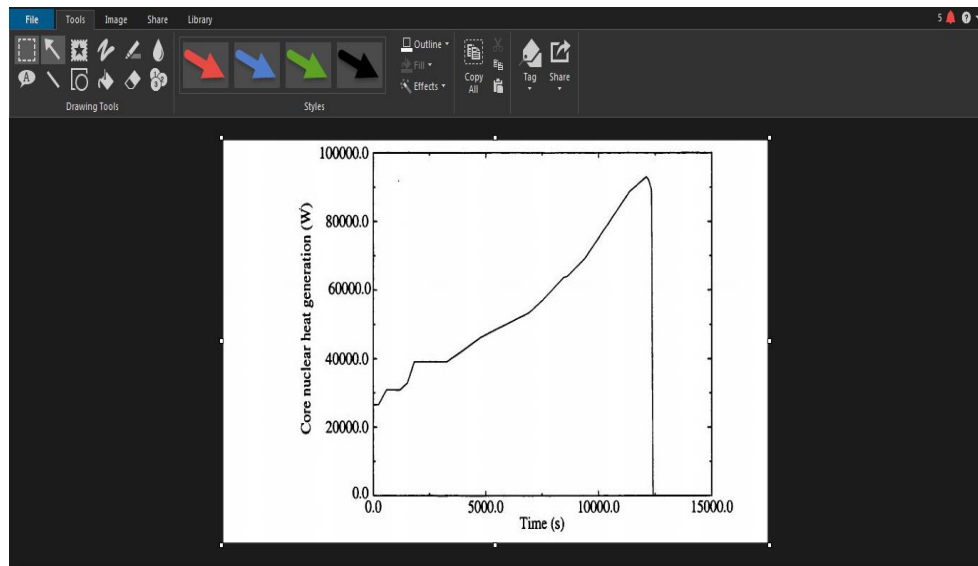 File Tools Image Share Library 5
Outline
Fill
Effects
Copy
All
Tag Share
Drawing Tools Styles
100000.0
80000.0
60000.0
40000.0
20000.0
0.0
Core nuclear heat generation (W)
0.0 5000.0 10000.0 15000.0
Time (s)